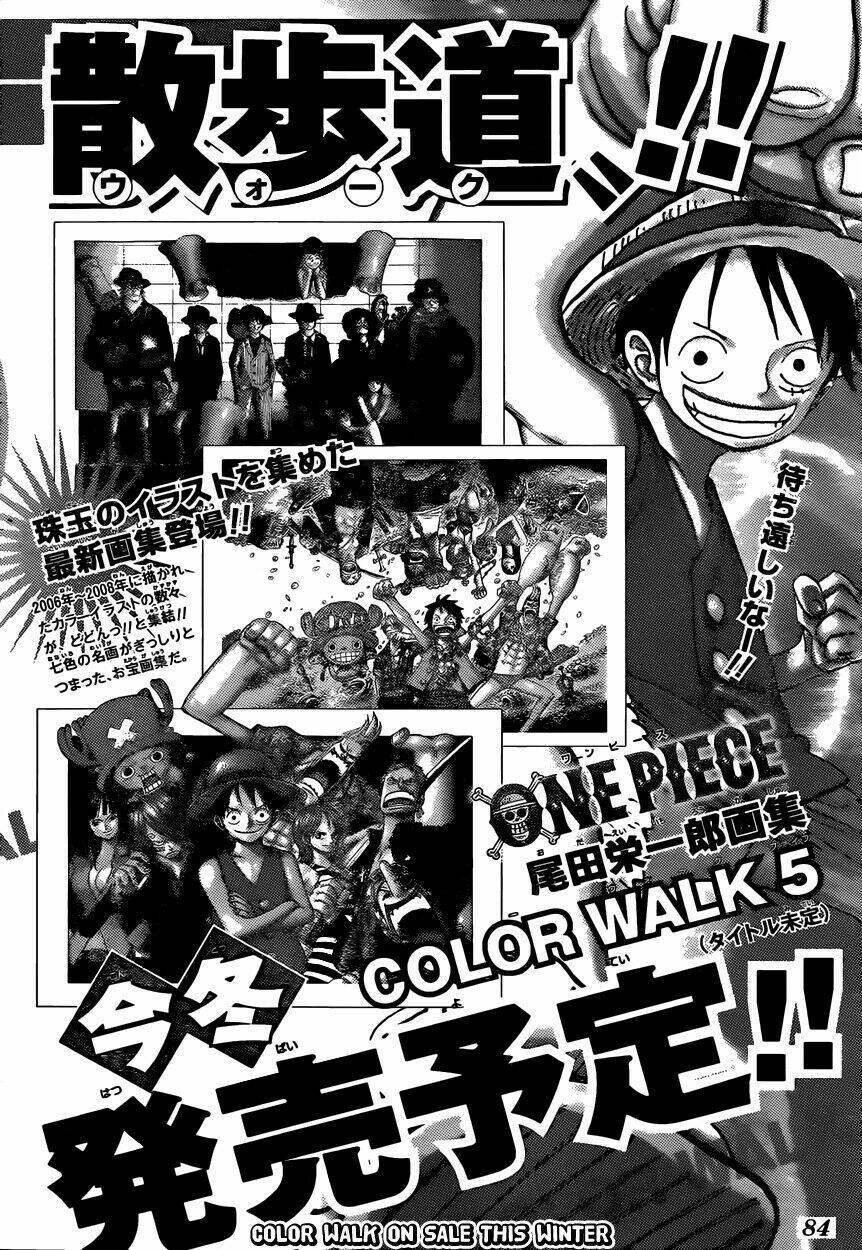 散歩道!!
ウォーク
珠玉のイラストを集めた
最新画集登場!!
2006年〜2008年に描かれ、
たカラーイラストの数々
が、どどんっ!!と集結!!
七色の名画がぎっしりと
つまった、お宝画集だ。
待ち遠しいなー!!
ワンピース
ONE PIECE
尾田栄一郎画集
COLOR WALK 5
(タイトル未定)
今冬
発売予定!!
COLOR WALK ON SALE THIS WINTER
84